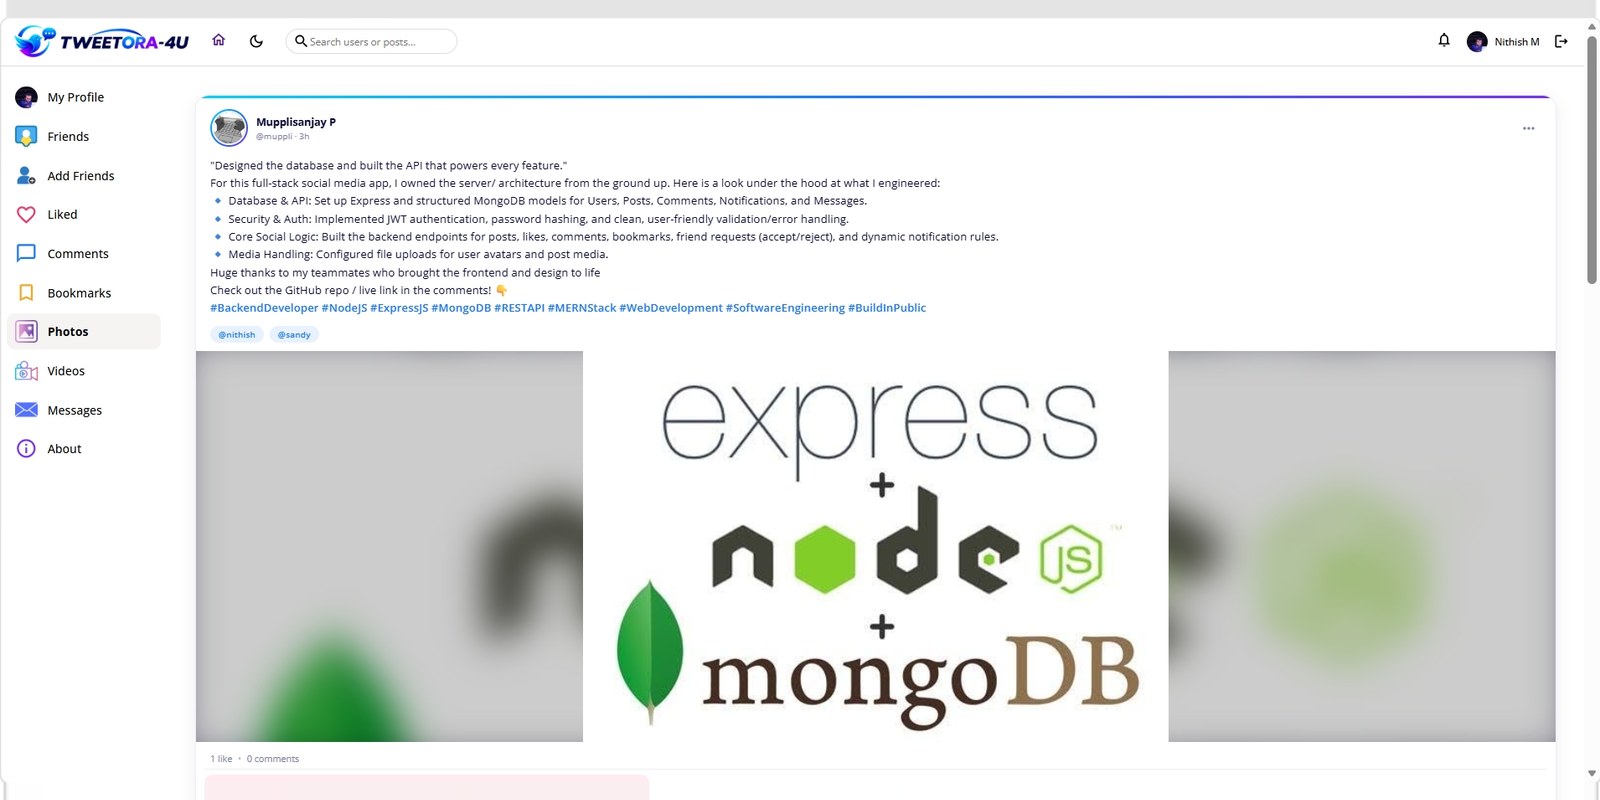 TWEETORA-4U
Search users or posts...
Nithish M
My Profile
Friends
Add Friends
Liked
Comments
Bookmarks
Photos
Videos
Messages
About
Mupplisanjay P
@muppli · 3h
"Designed the database and built the API that powers every feature."
For this full-stack social media app, I owned the server/ architecture from the ground up. Here is a look under the hood at what I engineered:
🔹 Database & API: Set up Express and structured MongoDB models for Users, Posts, Comments, Notifications, and Messages.
🔹 Security & Auth: Implemented JWT authentication, password hashing, and clean, user-friendly validation/error handling.
🔹 Core Social Logic: Built the backend endpoints for posts, likes, comments, bookmarks, friend requests (accept/reject), and dynamic notification rules.
🔹 Media Handling: Configured file uploads for user avatars and post media.
Huge thanks to my teammates who brought the frontend and design to life
Check out the GitHub repo / live link in the comments! 👇
#BackendDeveloper #NodeJS #ExpressJS #MongoDB #RESTAPI #MERNStack #WebDevelopment #SoftwareEngineering #BuildInPublic
@nithish @sandy
express
+
node JS ™
+
mongoDB
1 like • 0 comments